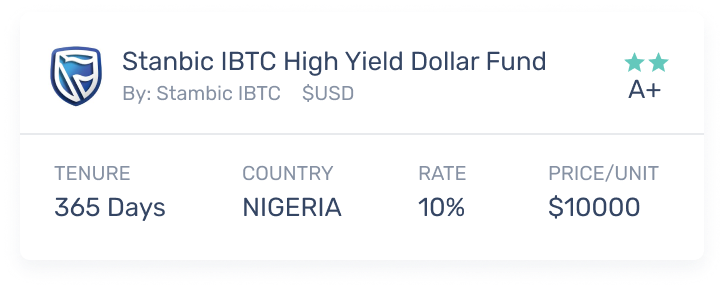 Stanbic IBTC High Yield Dollar Fund
By: Stambic IBTC $USD
A+
TENURE COUNTRY RATE PRICE/UNIT
365 Days NIGERIA 10% $10000